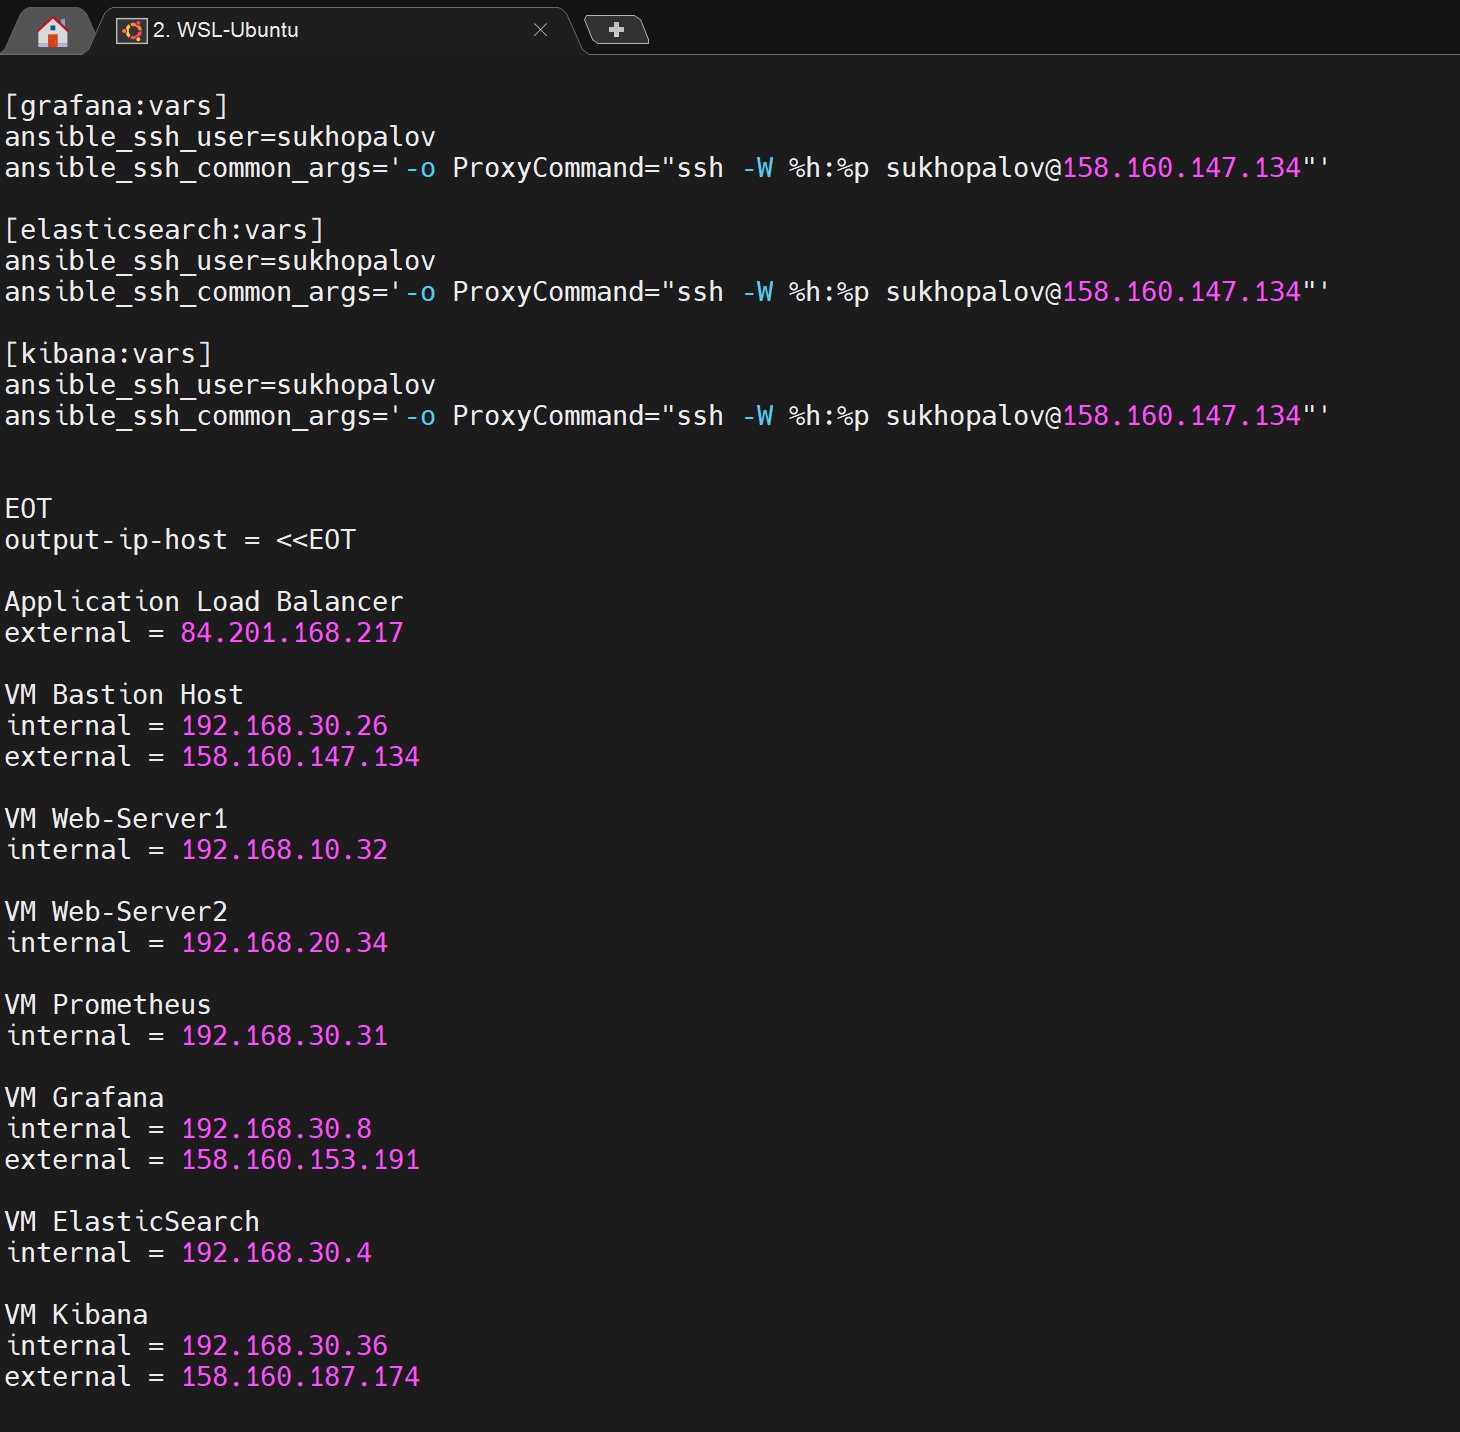 2. WSL-Ubuntu
[grafana:vars]
ansible_ssh_user=sukhopalov
ansible_ssh_common_args='-o ProxyCommand="ssh -W %h:%p sukhopalov@158.160.147.134"'
[elasticsearch:vars]
ansible_ssh_user=sukhopalov
ansible_ssh_common_args='-o ProxyCommand="ssh -W %h:%p sukhopalov@158.160.147.134"'
[kibana:vars]
ansible_ssh_user=sukhopalov
ansible_ssh_common_args='-o ProxyCommand="ssh -W %h:%p sukhopalov@158.160.147.134"'
EOT
output-ip-host = <<EOT
Application Load Balancer
external = 84.201.168.217
VM Bastion Host
internal = 192.168.30.26
external = 158.160.147.134
VM Web-Server1
internal = 192.168.10.32
VM Web-Server2
internal = 192.168.20.34
VM Prometheus
internal = 192.168.30.31
VM Grafana
internal = 192.168.30.8
external = 158.160.153.191
VM ElasticSearch
internal = 192.168.30.4
VM Kibana
internal = 192.168.30.36
external = 158.160.187.174